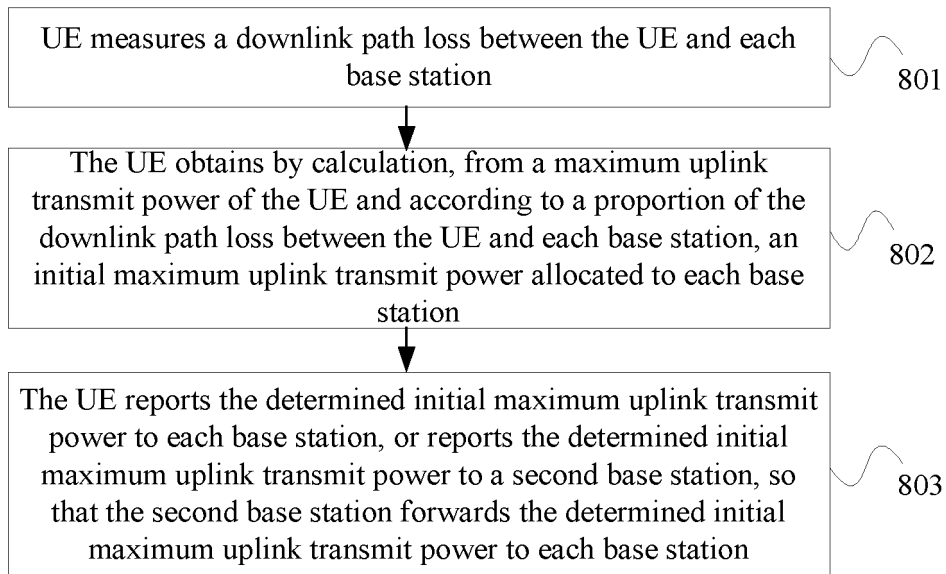 UE measures a downlink path loss between the UE and each
base station
801
The UE obtains by calculation, from a maximum uplink
transmit power of the UE and according to a proportion of the
downlink path loss between the UE and each base station, an
initial maximum uplink transmit power allocated to each base
station
802
The UE reports the determined initial maximum uplink transmit
power to each base station, or reports the determined initial
maximum uplink transmit power to a second base station, so
that the second base station forwards the determined initial
maximum uplink transmit power to each base station
803